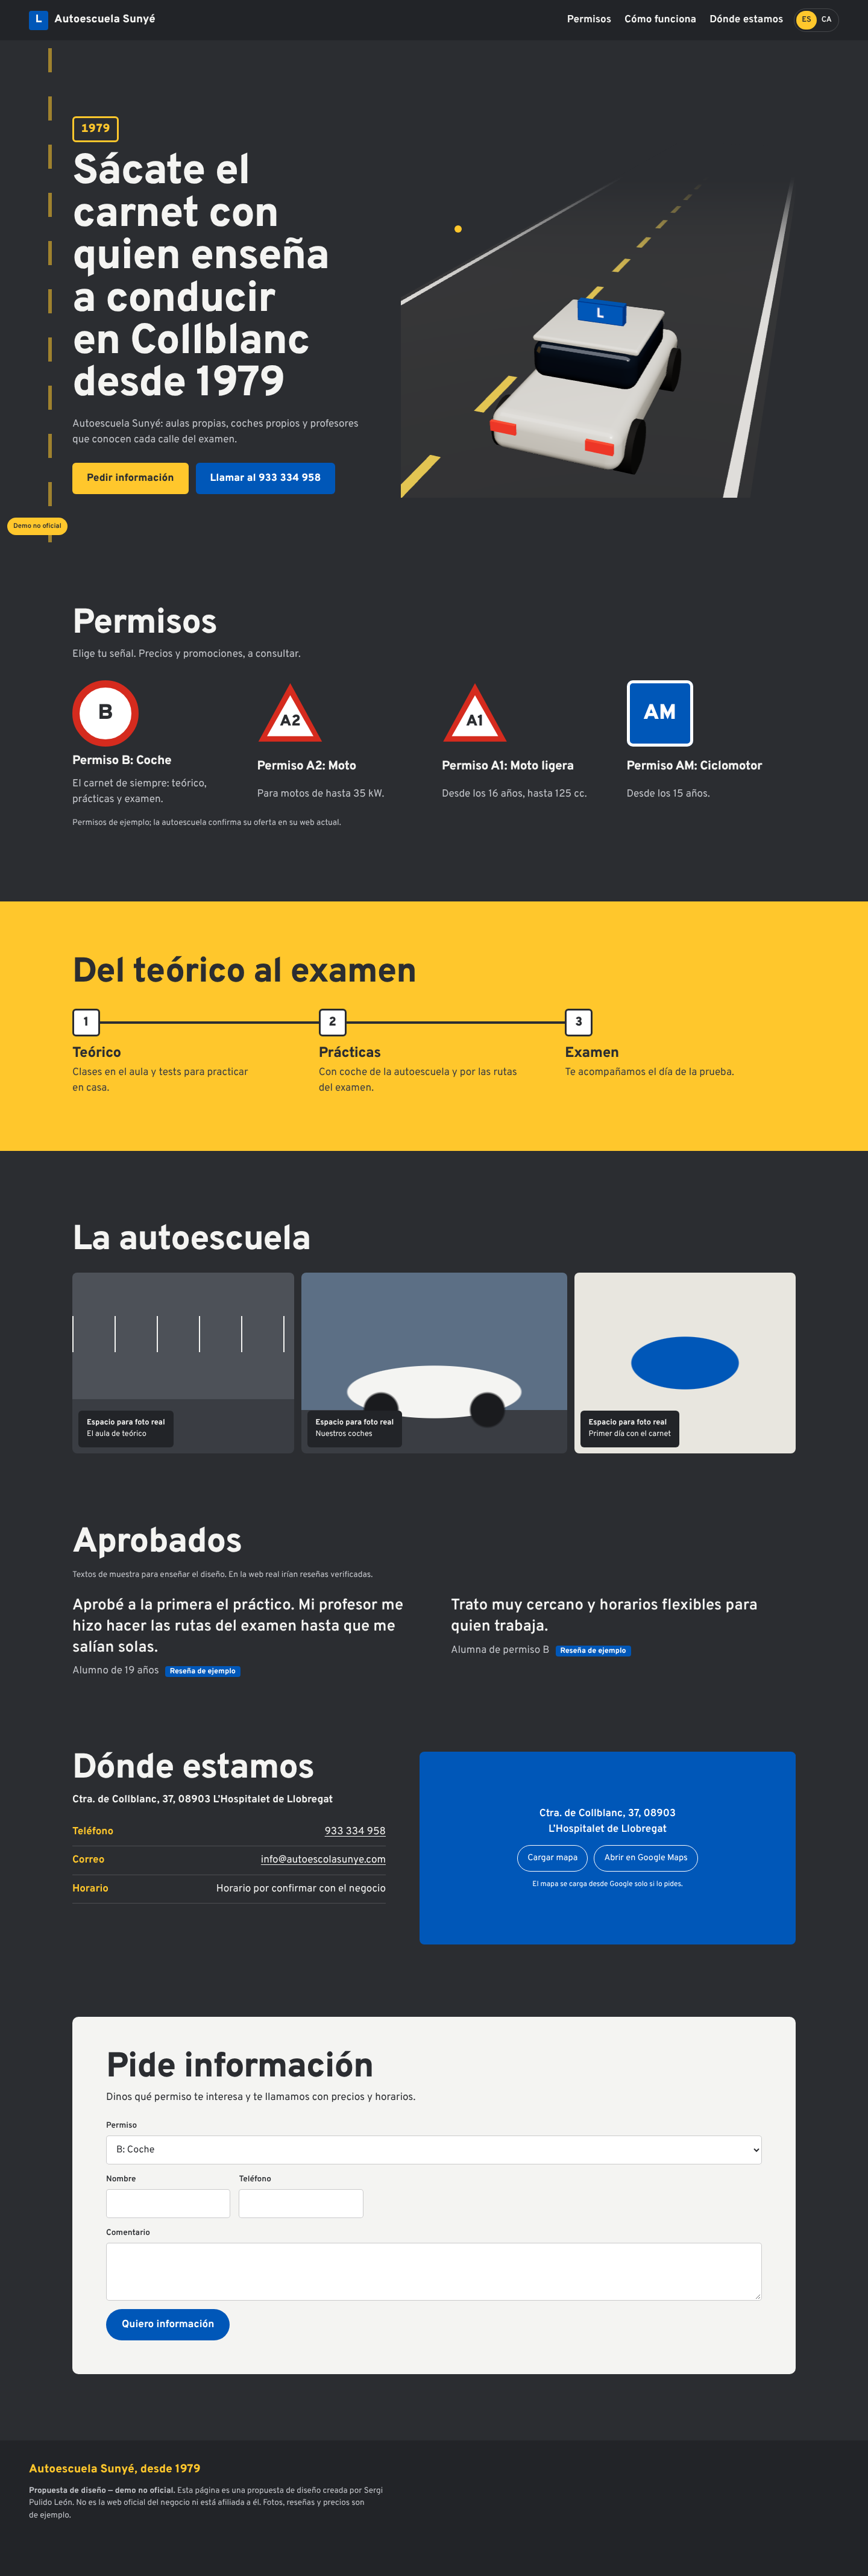 L
Autoescuela Sunyé
Permisos
Cómo funciona
Dónde estamos
ES
CA
1979
Sácate el
carnet con
quien enseña
a conducir
en Collblanc
desde 1979
Autoescuela Sunyé: aulas propias, coches propios y profesores
que conocen cada calle del examen.
Pedir información
Llamar al 933 334 958
L
Demo no oficial
Permisos
Elige tu señal. Precios y promociones, a consultar.
B
Permiso B: Coche
El carnet de siempre: teórico,
prácticas y examen.
A2
Permiso A2: Moto
Para motos de hasta 35 kW.
A1
Permiso A1: Moto ligera
Desde los 16 años, hasta 125 cc.
AM
Permiso AM: Ciclomotor
Desde los 15 años.
Permisos de ejemplo; la autoescuela confirma su oferta en su web actual.
Del teórico al examen
1
Teórico
Clases en el aula y tests para practicar
en casa.
2
Prácticas
Con coche de la autoescuela y por las rutas
del examen.
3
Examen
Te acompañamos el día de la prueba.
La autoescuela
Espacio para foto real
El aula de teórico
Espacio para foto real
Nuestros coches
Espacio para foto real
Primer día con el carnet
Aprobados
Textos de muestra para enseñar el diseño. En la web real irían reseñas verificadas.
Aprobé a la primera el práctico. Mi profesor me
hizo hacer las rutas del examen hasta que me
salían solas.
Alumno de 19 años
Reseña de ejemplo
Trato muy cercano y horarios flexibles para
quien trabaja.
Alumna de permiso B
Reseña de ejemplo
Dónde estamos
Ctra. de Collblanc, 37, 08903 L’Hospitalet de Llobregat
Teléfono
933 334 958
Correo
info@autoescolasunye.com
Horario
Horario por confirmar con el negocio
Ctra. de Collblanc, 37, 08903
L’Hospitalet de Llobregat
Cargar mapa
Abrir en Google Maps
El mapa se carga desde Google solo si lo pides.
Pide información
Dinos qué permiso te interesa y te llamamos con precios y horarios.
Permiso
B: Coche
Nombre
Teléfono
Comentario
Quiero información
Autoescuela Sunyé, desde 1979
Propuesta de diseño — demo no oficial. Esta página es una propuesta de diseño creada por Sergi
Pulido León. No es la web oficial del negocio ni está afiliada a él. Fotos, reseñas y precios son
de ejemplo.